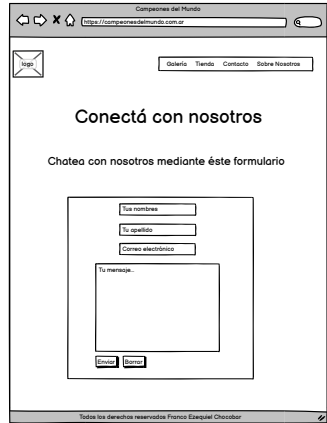 Campeones del Mundo
https://campeonesdelmundo.com.ar
logo
Galería Tienda Contacto Sobre Nosotros
Conectá con nosotros
Chatea con nosotros mediante éste formulario
Tus nombres
Tu apellido
Correo electrónico
Tu mensaje...
Enviar Borrar
Todos los derechos reservados Franco Ezequiel Chocobar